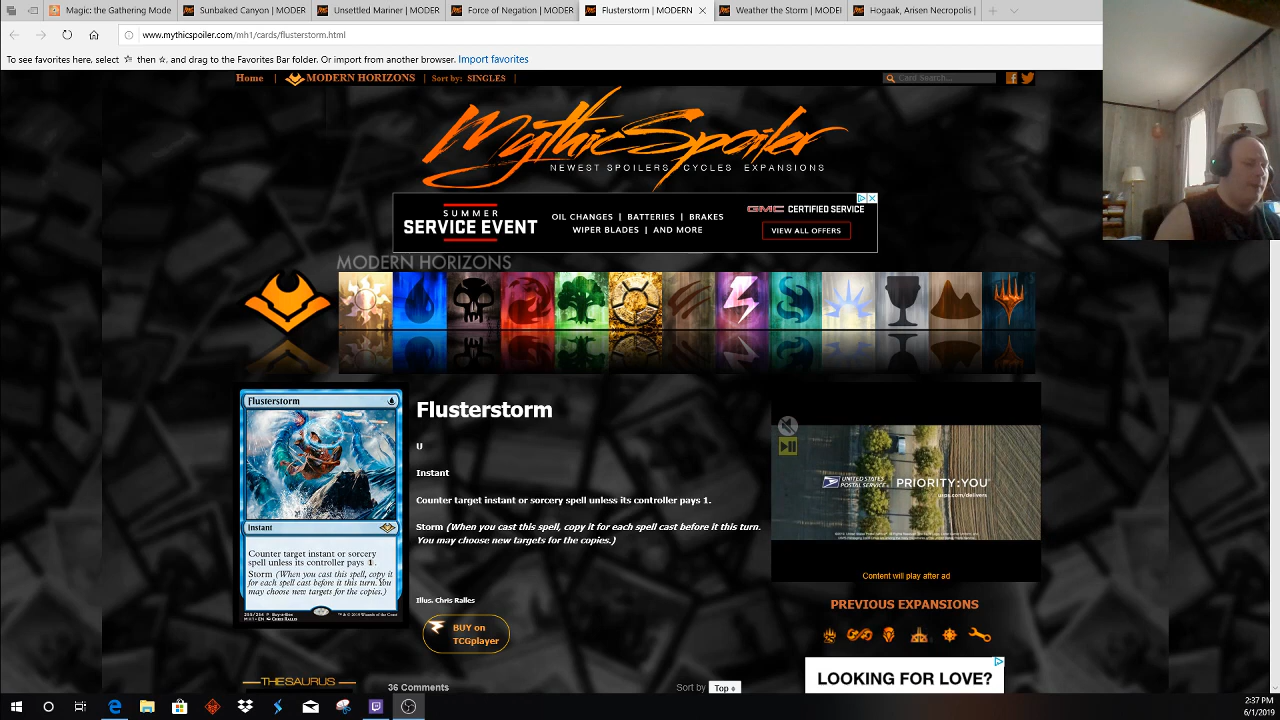 Magic: the Gathering Mode
Sunbaked Canyon | MODER
Unsettled Mariner | MODER
Force of Negation | MODERN
Flusterstorm | MODERN
Weather the Storm | MODEI
Hogaak, Arisen Necropolis |
www.mythicspoiler.com/mh1/cards/flusterstorm.html
To see favorites here, select ☆ then ☆, and drag to the Favorites Bar folder. Or import from another browser. Import favorites
Home | MODERN HORIZONS | Sort by: SINGLES |
Card Search...
MythicSpoiler
NEWEST SPOILERS CYCLES EXPANSIONS
SUMMER
SERVICE EVENT
OIL CHANGES | BATTERIES | BRAKES
WIPER BLADES | AND MORE
GMC CERTIFIED SERVICE
VIEW ALL OFFERS
MODERN HORIZONS
Flusterstorm
Instant
Counter target instant or sorcery
spell unless its controller pays 1.
Storm (When you cast this spell, copy it
for each spell cast before it this turn. You
may choose new targets for the copies.)
Flusterstorm
U
Instant
Counter target instant or sorcery spell unless its controller pays 1.
Storm (When you cast this spell, copy it for each spell cast before it this turn.
You may choose new targets for the copies.)
Illus. Chris Ralles
BUY on
TCGplayer
UNITED STATES
POSTAL SERVICE
PRIORITY:YOU
usps.com/delivers
Content will play after ad
PREVIOUS EXPANSIONS
LOOKING FOR LOVE?
THESAURUS
36 Comments
Sort by Top
2:37 PM
6/1/2019